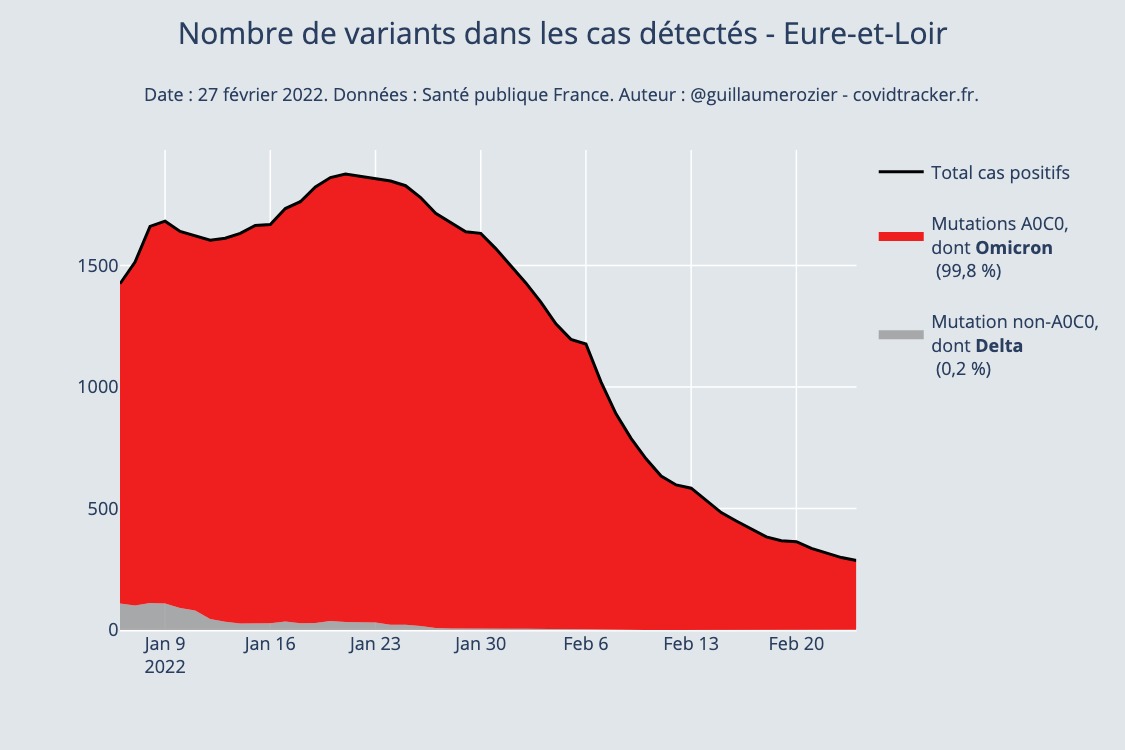 Nombre de variants dans les cas détectés - Eure-et-Loir
Date : 27 février 2022. Données : Santé publique France. Auteur : @guillaumerozier - covidtracker.fr.
Total cas positifs
Mutations A0C0,
dont Omicron
(99,8 %)
Mutation non-A0C0,
dont Delta
(0,2 %)
1500
1000
500
0
Jan 9
2022
Jan 16
Jan 23
Jan 30
Feb 6
Feb 13
Feb 20